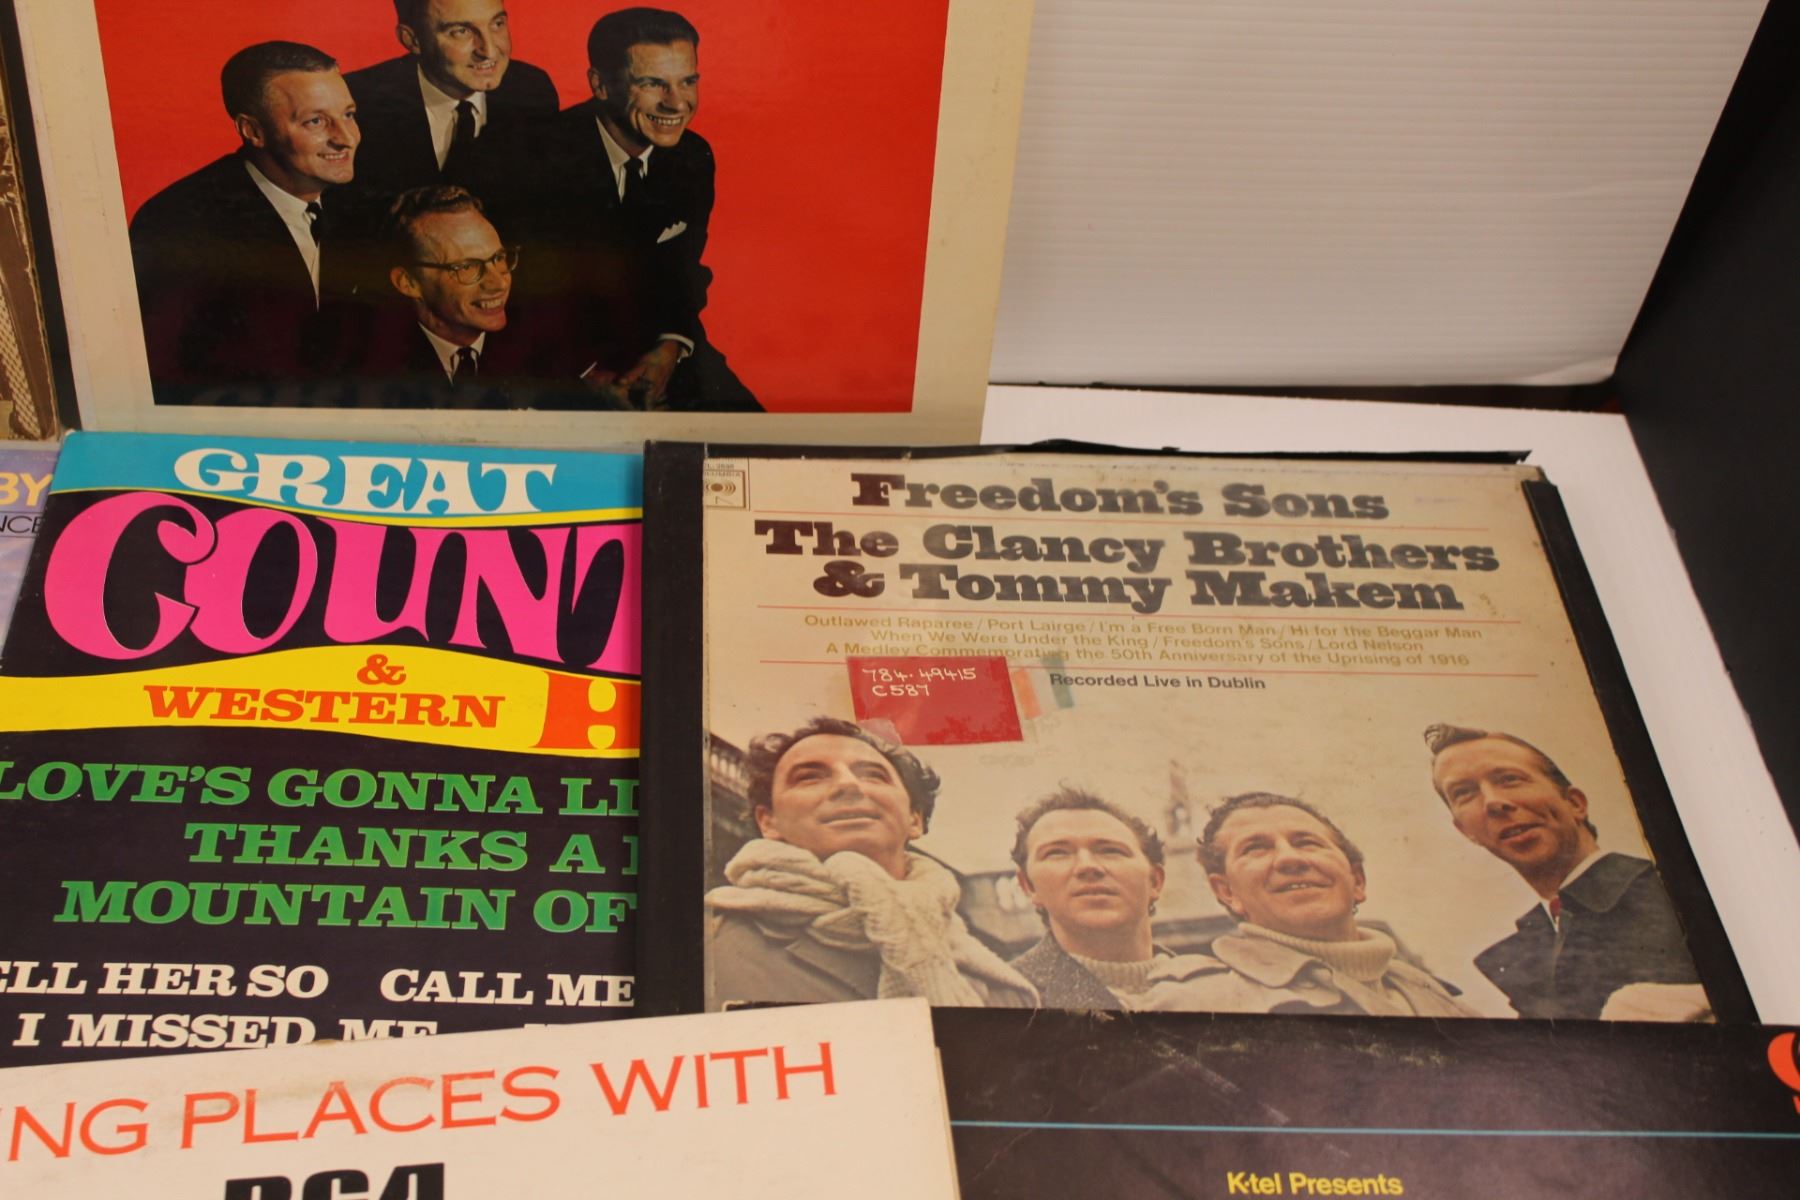 BY
NCE
GREAT
COUNT
&
WESTERN H
LOVE'S GONNA LI
THANKS A
MOUNTAIN OF
ELL HER SO CALL ME
I MISSED ME
COLUMBIA
Freedom's Sons
The Clancy Brothers
& Tommy Makem
Outlawed Raparee / Port Lairge / I'm a Free Born Man / Hi for the Beggar Man
When We Were Under the King / Freedom's Sons / Lord Nelson
A Medley Commemorating the 50th Anniversary of the Uprising of 1916
Recorded Live in Dublin
784.49415
C587
ING PLACES WITH
RCA
K-tel Presents